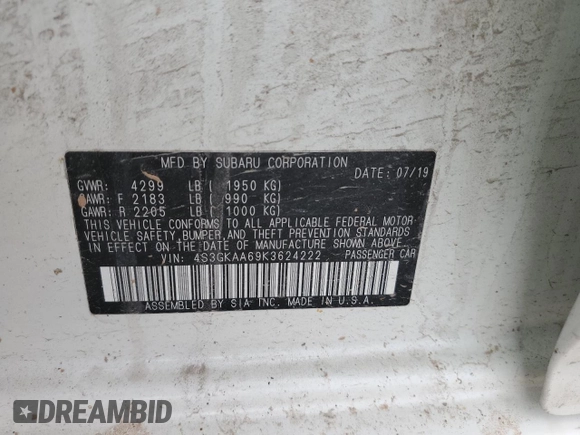 MFD BY SUBARU CORPORATION
DATE: 07/19
GVWR: 4299 LB ( 1950 KG)
GAWR: F 2183 LB ( 990 KG)
GAWR: R 2205 LB ( 1000 KG)
THIS VEHICLE CONFORMS TO ALL APPLICABLE FEDERAL MOTOR
VEHICLE SAFETY, BUMPER, AND THEFT PREVENTION STANDARDS
IN EFFECT ON THE DATE OF MANUFACTURE SHOWN ABOVE.
VIN: 4S3GKAA69K3624222 PASSENGER CAR
ASSEMBLED BY SIA INC. MADE IN U.S.A.
DREAMBID